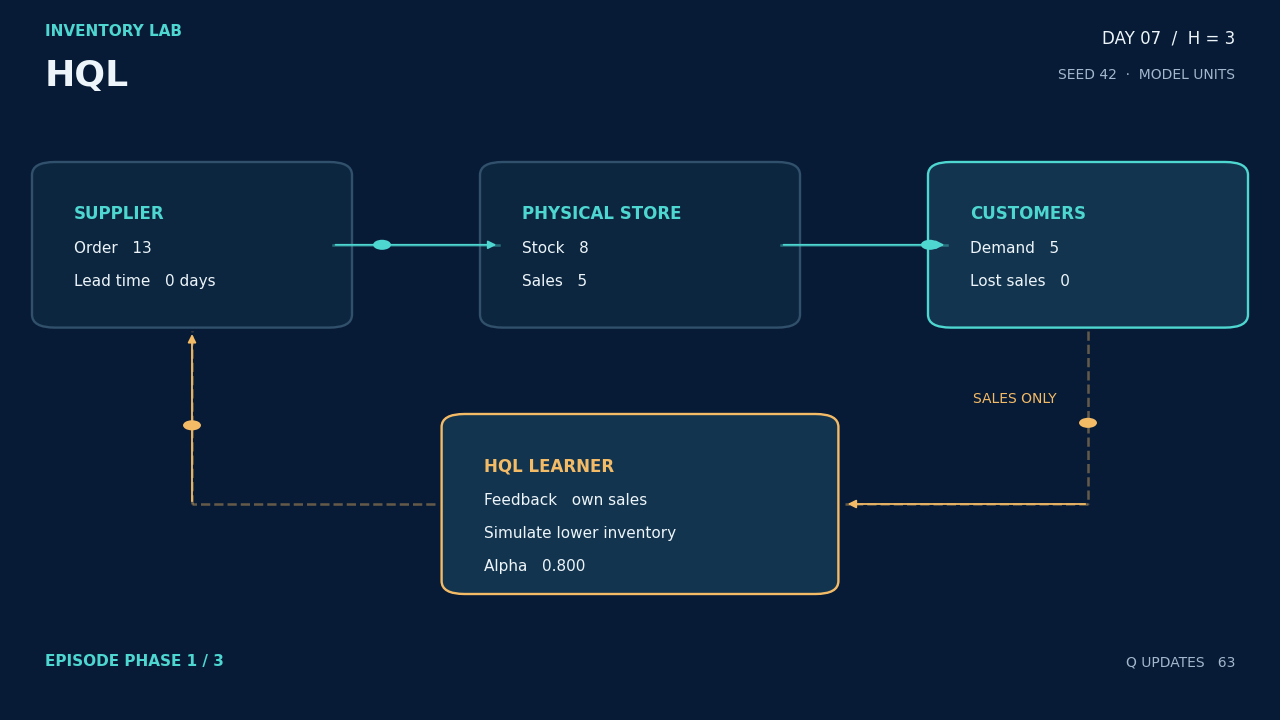 INVENTORY LAB
HQL
DAY 07 / H = 3
SEED 42 · MODEL UNITS
SUPPLIER
Order 13
Lead time 0 days
PHYSICAL STORE
Stock 8
Sales 5
CUSTOMERS
Demand 5
Lost sales 0
SALES ONLY
HQL LEARNER
Feedback own sales
Simulate lower inventory
Alpha 0.800
EPISODE PHASE 1 / 3
Q UPDATES 63